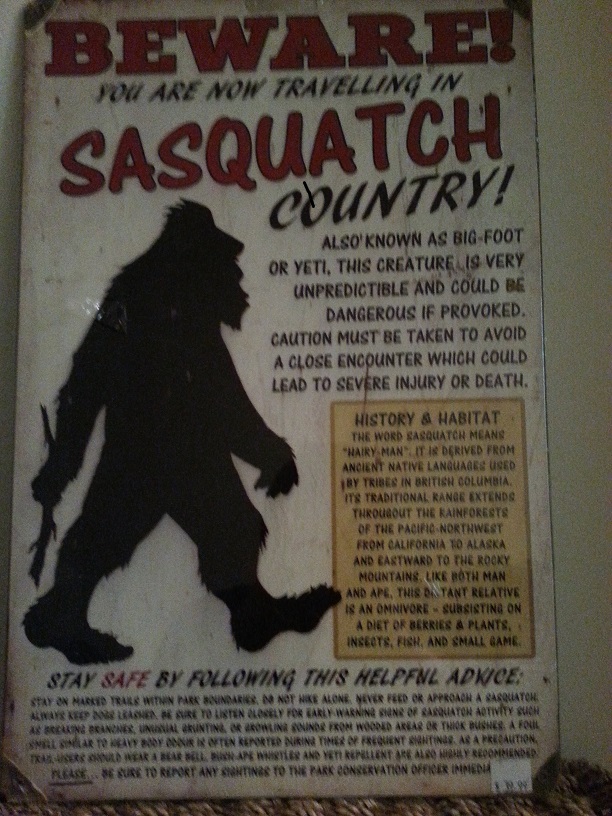 BEWARE!
YOU ARE NOW TRAVELLING IN
SASQUATCH
COUNTRY!
ALSO KNOWN AS BIG-FOOT
OR YETI, THIS CREATURE IS VERY
UNPREDICTIBLE AND COULD BE
DANGEROUS IF PROVOKED.
CAUTION MUST BE TAKEN TO AVOID
A CLOSE ENCOUNTER WHICH COULD
LEAD TO SEVERE INJURY OR DEATH.
HISTORY & HABITAT
THE WORD SASQUATCH MEANS
"HAIRY-MAN". IT IS DERIVED FROM
ANCIENT NATIVE LANGUAGES USED
BY TRIBES IN BRITISH COLUMBIA.
ITS TRADITIONAL RANGE EXTENDS
THROUGOUT THE RAINFORESTS
OF THE PACIFIC-NORTHWEST
FROM CALIFORNIA TO ALASKA
AND EASTWARD TO THE ROCKY
MOUNTAINS. LIKE BOTH MAN
AND APE, THIS DISTANT RELATIVE
IS AN OMNIVORE - SUBSISTING ON
A DIET OF BERRIES & PLANTS,
INSECTS, FISH, AND SMALL GAME.
STAY SAFE BY FOLLOWING THIS HELPFUL ADVICE:
STAY ON MARKED TRAILS WITHIN PARK BOUNDARIES. DO NOT HIKE ALONE. NEVER FEED OR APPROACH A SASQUATCH.
ALWAYS KEEP DOGS LEASHED. BE SURE TO LISTEN CLOSELY FOR EARLY-WARNING SIGNS OF SASQUATCH ACTIVITY SUCH
AS BREAKING BRANCHES, UNUSUAL GRUNTING, OR GROWLING SOUNDS FROM WOODED AREAS OR THICK BUSHES. A FOUL
SMELL SIMILAR TO HEAVY BODY ODOUR IS OFTEN REPORTED DURING TIMES OF FREQUENT SIGHTINGS. AS A PRECAUTION,
TRAIL-USERS SHOULD WEAR A BEAR BELL. BUSH-APE WHISTLES AND YETI REPELLENT ARE ALSO HIGHLY RECOMMENDED.
PLEASE... BE SURE TO REPORT ANY SIGHTINGS TO THE PARK CONSERVATION OFFICER IMMEDIA
$ 39.99